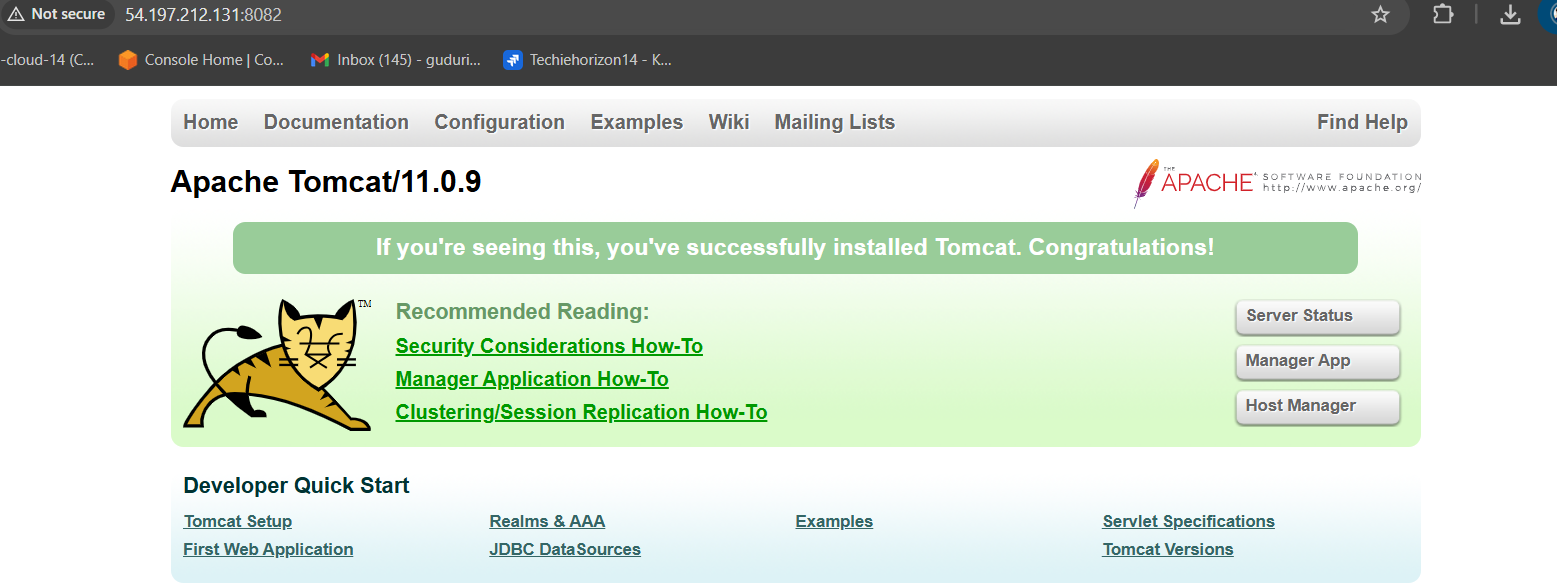 Not secure 54.197.212.131:8082
-cloud-14 (C... Console Home | Co... Inbox (145) - guduri... Techiehorizon14 - K...
Home Documentation Configuration Examples Wiki Mailing Lists Find Help
Apache Tomcat/11.0.9
THE APACHE SOFTWARE FOUNDATION
http://www.apache.org/
If you're seeing this, you've successfully installed Tomcat. Congratulations!
TM
Recommended Reading:
Security Considerations How-To
Manager Application How-To
Clustering/Session Replication How-To
Server Status
Manager App
Host Manager
Developer Quick Start
Tomcat Setup Realms & AAA Examples Servlet Specifications
First Web Application JDBC DataSources Tomcat Versions